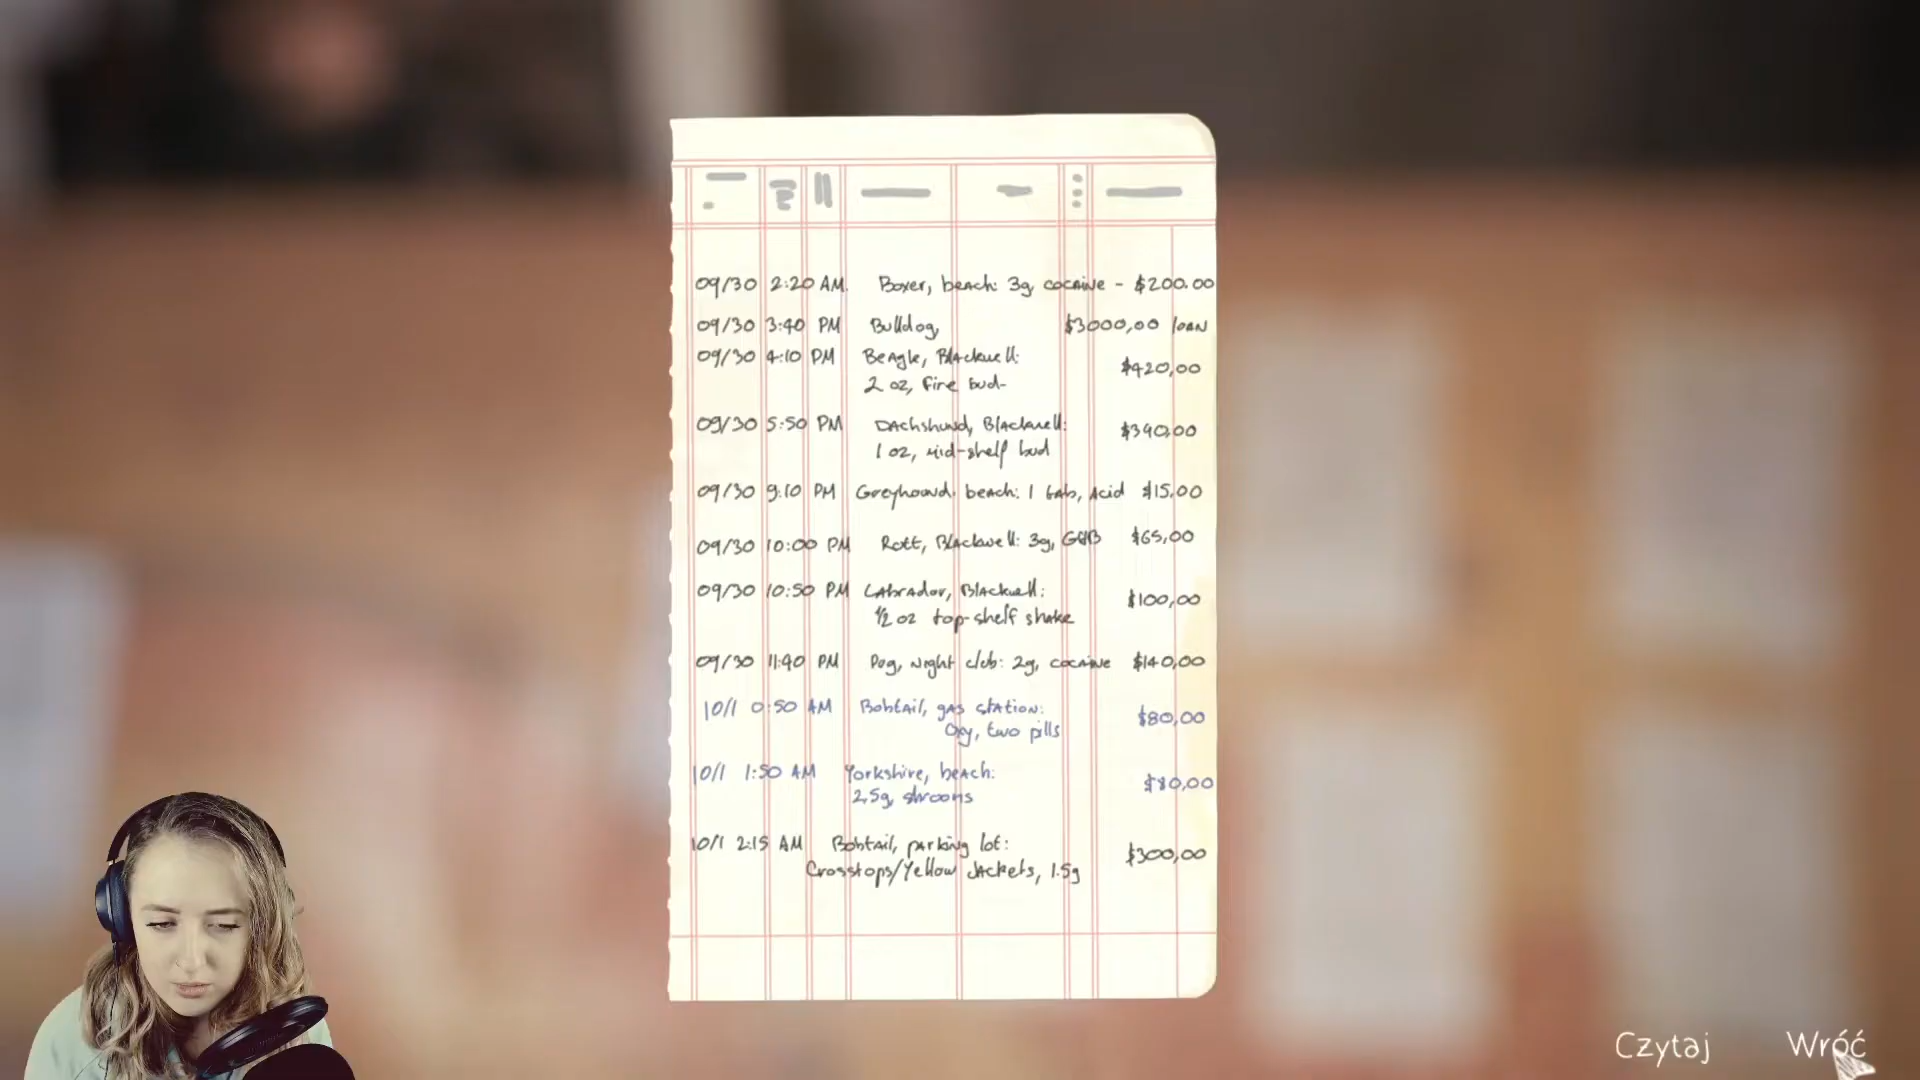 09/30 2:20 AM. Boxer, beach: 3g, cocaine - $200.00
09/30 3:40 PM Bulldog, $3000,00 loan
09/30 4:10 PM Beagle, Blackwell:
2 oz, fire bud- $420,00
09/30 5:50 PM Dachshund, Blackwell: $340,00
1 oz, mid-shelf bud
09/30 9:10 PM Greyhound, beach: 1 tab, acid $15.00
09/30 10:00 PM Rott, Blackwell: 3g, GHB $65,00
09/30 10:50 PM Labrador, Blackwell: $100,00
1/2 oz top-shelf shake
09/30 11:40 PM Pug, night club: 2g, cocaine $140,00
10/1 0:50 AM Bobtail, gas station: $80,00
Oxy, two pills
10/1 1:50 AM Yorkshire, beach: $80,00
2,5g, shrooms
10/1 2:15 AM Bobtail, parking lot: $300,00
Crosstops/Yellow Jackets, 1.5g
Czytaj Wróć